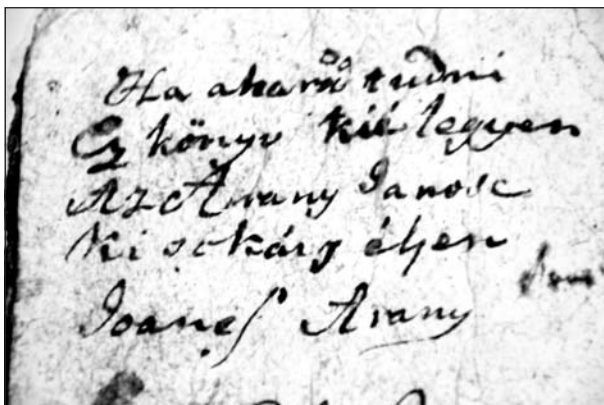 Ha akarod tudni
Ez könyv kié legyen
Az Arany Janosé
Ki sokáig éljen
Joanes Arany